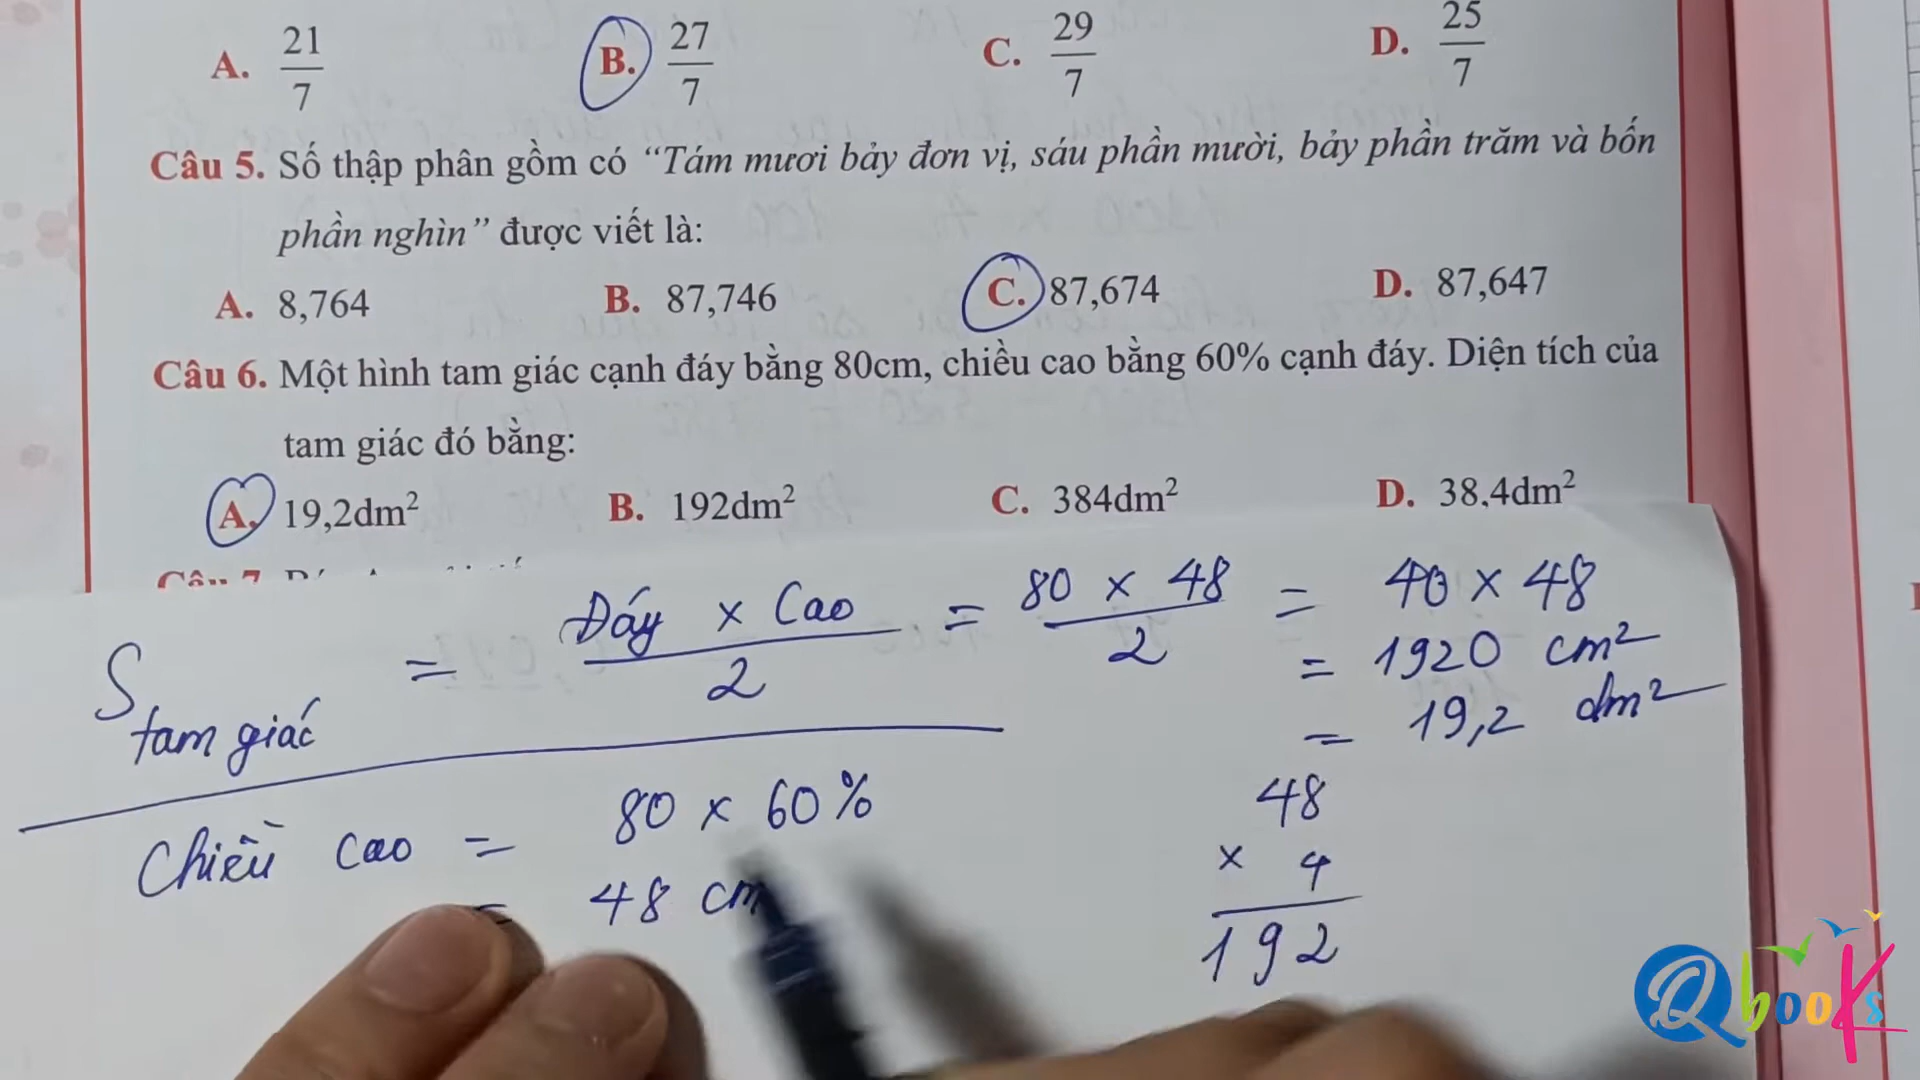 A. 21/7 B. 27/7 C. 29/7 D. 25/7
Câu 5. Số thập phân gồm có “Tám mươi bảy đơn vị, sáu phần mười, bảy phần trăm và bốn
phần nghìn” được viết là:
A. 8,764 B. 87,746 C. 87,674 D. 87,647
Câu 6. Một hình tam giác cạnh đáy bằng 80cm, chiều cao bằng 60% cạnh đáy. Diện tích của
tam giác đó bằng:
A. 19,2dm² B. 192dm² C. 384dm² D. 38,4dm²
S tam giác = Đáy x Cao / 2 = 80 x 48 / 2 = 40 x 48
= 1920 cm²
= 19,2 dm²
Chiều cao = 80 x 60%
= 48 cm
48
x 4
192
Qbooks